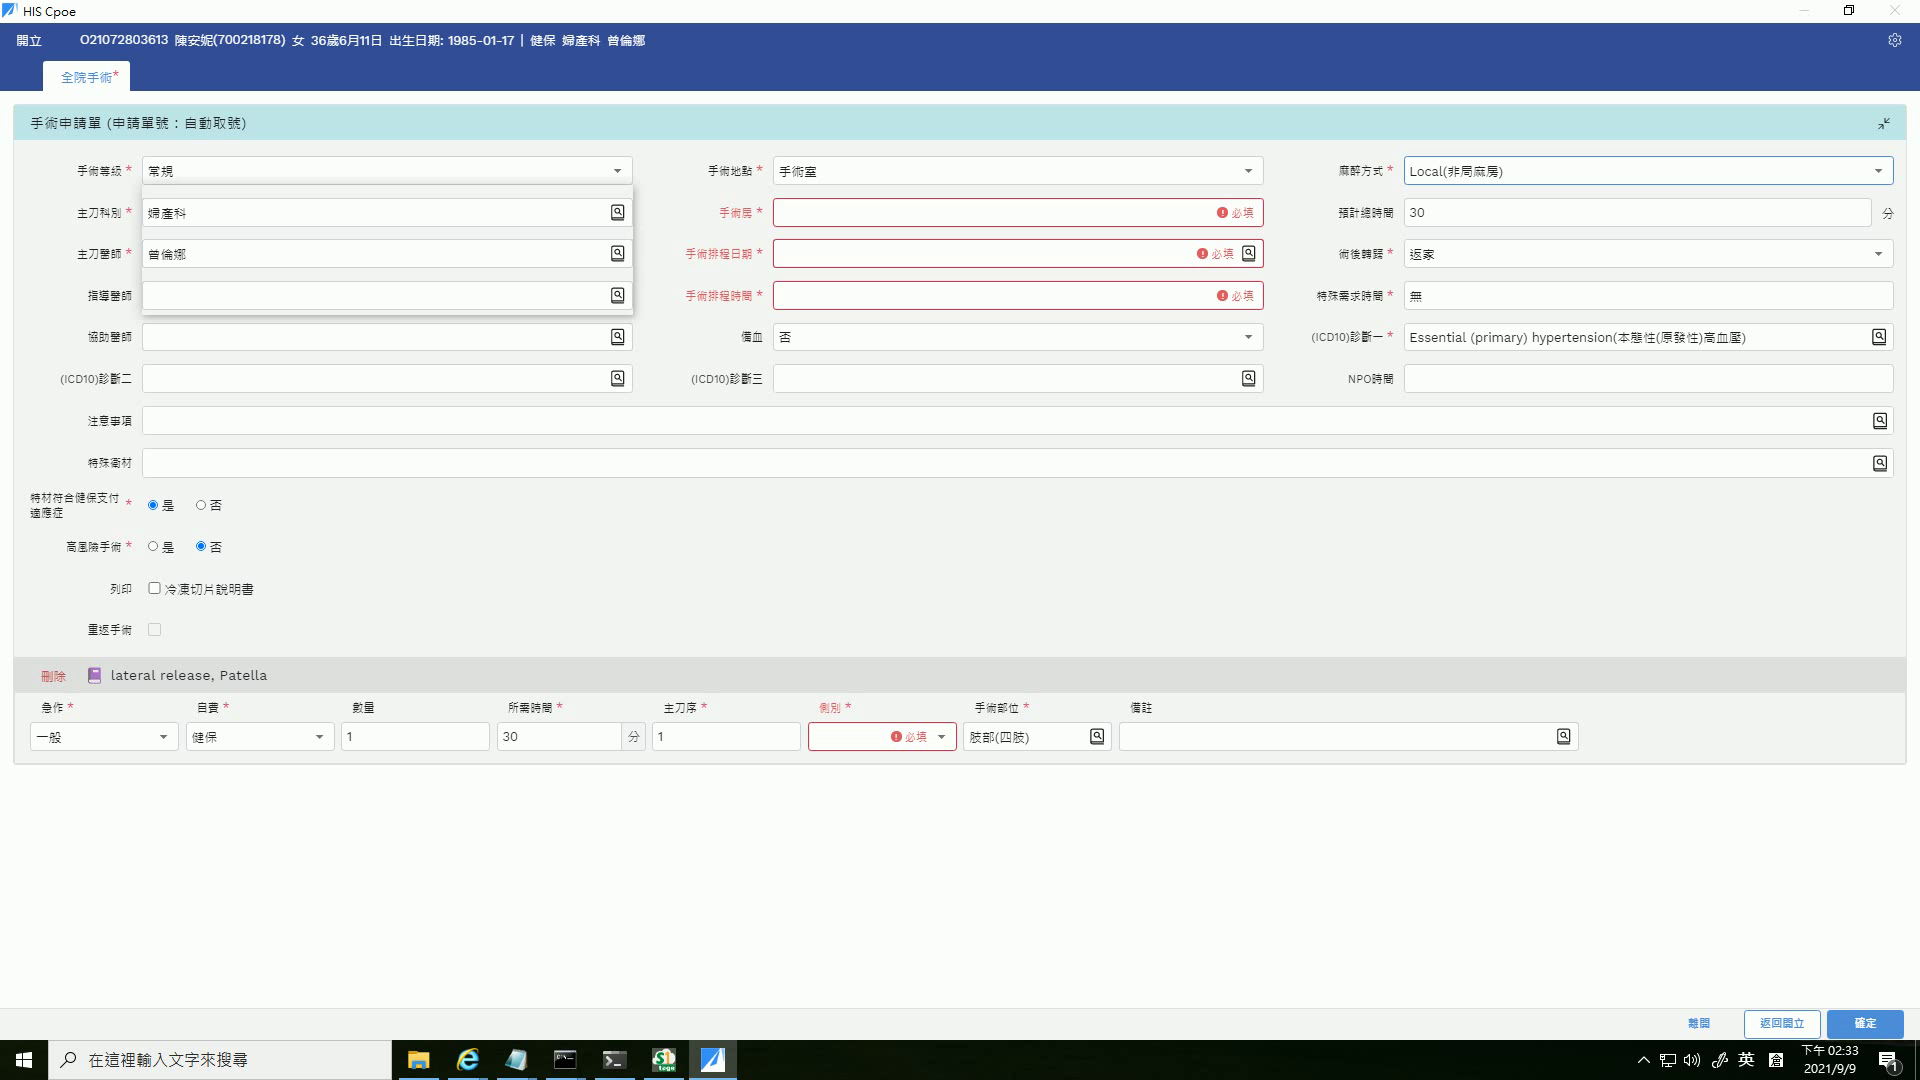 HIS Cpoe
開立 O21072803613 陳安妮(700218178) 女 36歲6月11日 出生日期: 1985-01-17 | 健保 婦產科 曾倫娜
全院手術*
手術申請單 (申請單號：自動取號)
手術等級 * 常規 手術地點 * 手術室 麻醉方式 * Local(非局麻房)
主刀科別 * 婦產科 手術房 * 必填 預計總時間 30 分
主刀醫師 * 曾倫娜 手術排程日期 * 必填 術後轉歸 * 返家
指導醫師 手術排程時間 * 必填 特殊需求時間 * 無
協助醫師 備血 否 (ICD10)診斷一 * Essential (primary) hypertension(本態性(原發性)高血壓)
(ICD10)診斷二 (ICD10)診斷三 NPO時間
注意事項
特殊衛材
特材符合健保支付適應症 * 是 否
高風險手術 * 是 否
列印 冷凍切片說明書
重返手術
刪除 lateral release, Patella
急作 * 自費 * 數量 所需時間 * 主刀序 * 側別 * 手術部位 * 備註
一般 健保 1 30 分 1 必填 肢部(四肢)
離開 返回開立 確定
在這裡輸入文字來搜尋
英
下午 02:33
2021/9/9
1